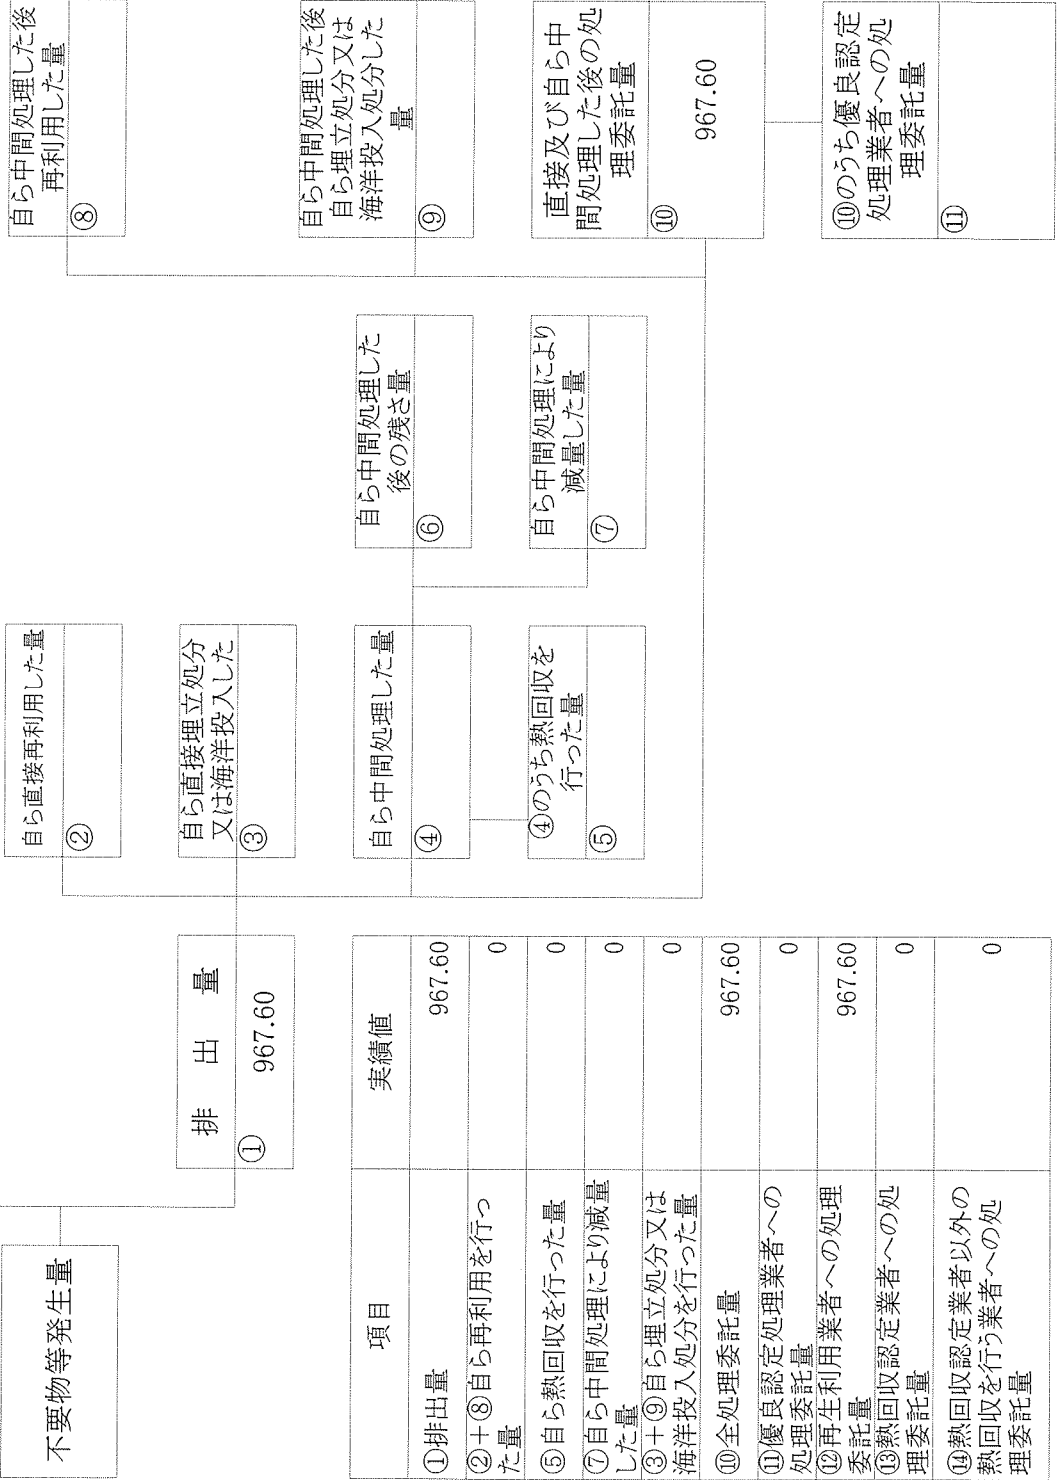 不要物等発生量
排 出 量
① 967.60
自ら直接再利用した量
②
自ら直接埋立処分
又は海洋投入した
③
自ら中間処理した量
④
④のうち熱回収を
行った量
⑤
自ら中間処理した
後の残さ量
⑥
自ら中間処理により
減量した量
⑦
自ら中間処理した後
再利用した量
⑧
自ら中間処理した後
自ら埋立処分又は
海洋投入処分した
量
⑨
直接及び自ら中
間処理した後の処
理委託量
⑩ 967.60
⑩のうち優良認定
処理業者への処
理委託量
⑪
項目 実績値
①排出量 967.60
②+⑧自ら再利用を行っ
た量 0
⑤自ら熱回収を行った量 0
⑦自ら中間処理により減量
した量 0
③+⑨自ら埋立処分又は
海洋投入処分を行った量 0
⑩全処理委託量 967.60
⑪優良認定処理業者への
処理委託量 0
⑫再生利用業者への処理
委託量 967.60
⑬熱回収認定業者への処
理委託量 0
⑭熱回収認定業者以外の
熱回収を行う業者への処
理委託量 0